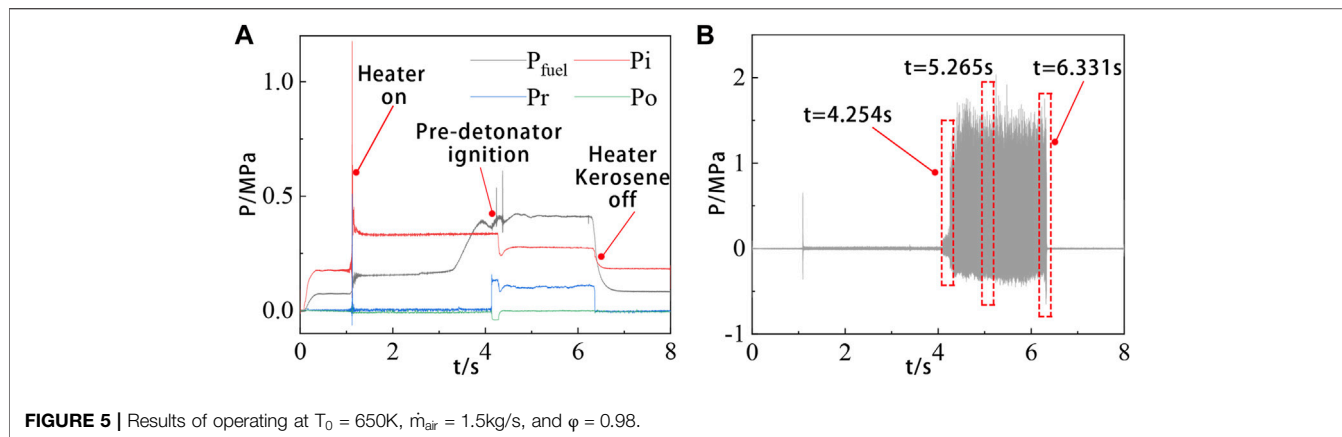 A
P/MPa
1.0
0.5
0.0
0 2 4 6 8
t/s
P_fuel Pi
Pr Po
Heater
on
Pre-detonator
ignition
Heater
Kerosene
off
B
P/MPa
2
1
0
-1
0 2 4 6 8
t/s
t=5.265s
t=6.331s
t=4.254s
FIGURE 5 | Results of operating at T₀ = 650K, ṁ_air = 1.5kg/s, and φ = 0.98.